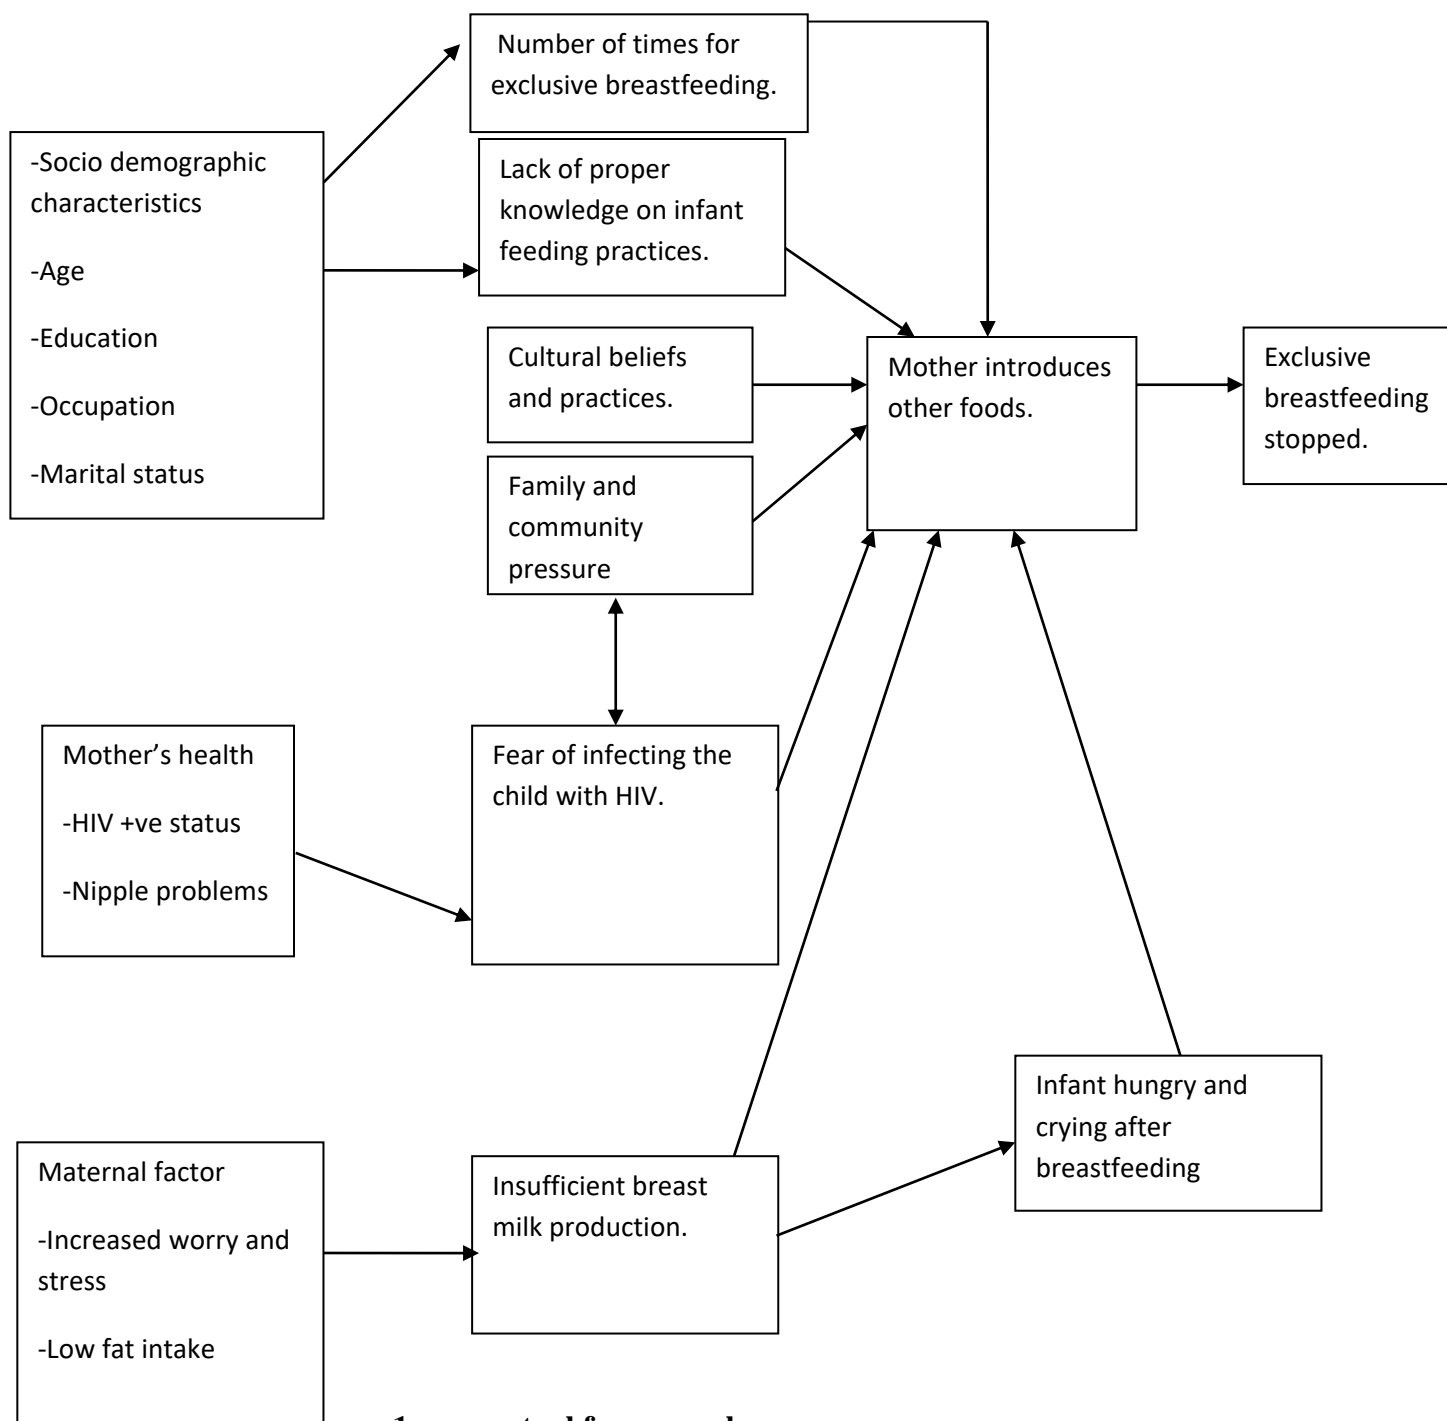 Number of times for
exclusive breastfeeding.
-Socio demographic
characteristics
-Age
-Education
-Occupation
-Marital status
Lack of proper
knowledge on infant
feeding practices.
Cultural beliefs
and practices.
Family and
community
pressure
Mother introduces
other foods.
Exclusive
breastfeeding
stopped.
Mother’s health
-HIV +ve status
-Nipple problems
Fear of infecting the
child with HIV.
Infant hungry and
crying after
breastfeeding
Maternal factor
-Increased worry and
stress
-Low fat intake
Insufficient breast
milk production.